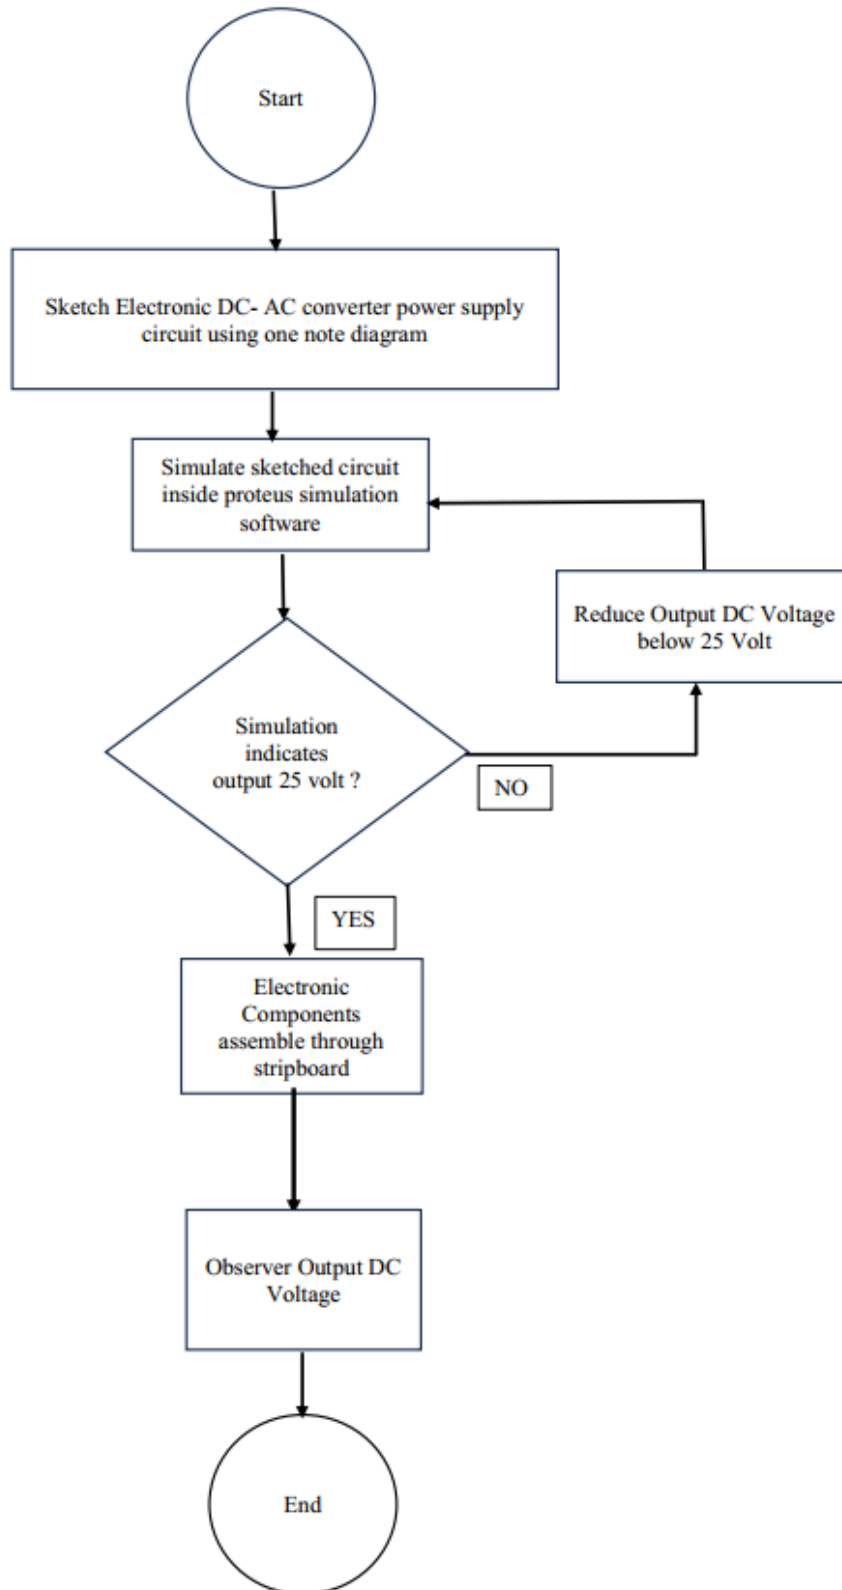 Start
Sketch Electronic DC- AC converter power supply
circuit using one note diagram
Simulate sketched circuit
inside proteus simulation
software
Reduce Output DC Voltage
below 25 Volt
Simulation
indicates
output 25 volt ?
NO
YES
Electronic
Components
assemble through
stripboard
Observer Output DC
Voltage
End